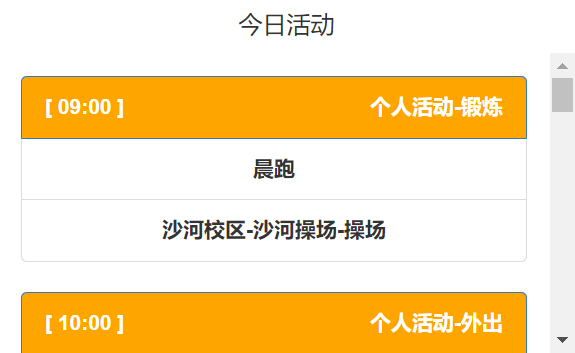 今日活动
[ 09:00 ] 个人活动-锻炼
晨跑
沙河校区-沙河操场-操场
[ 10:00 ] 个人活动-外出